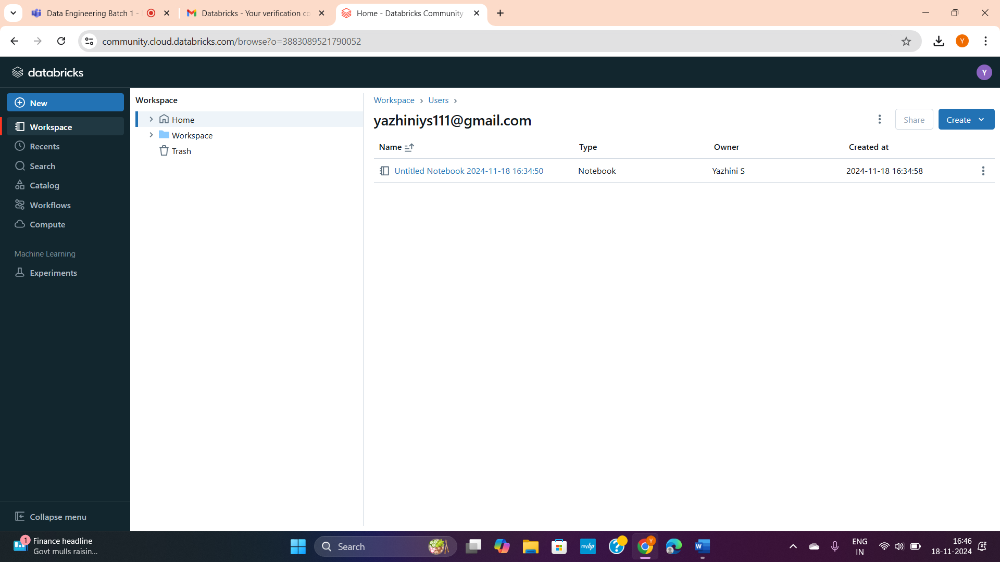 Data Engineering Batch 1 -
Databricks - Your verification co
Home - Databricks Community
community.cloud.databricks.com/browse?o=3883089521790052
Y
databricks
Y
New
Workspace
Recents
Search
Catalog
Workflows
Compute
Machine Learning
Experiments
Collapse menu
Workspace
Home
Workspace
Trash
Workspace > Users >
yazhiniys111@gmail.com
Share
Create
Name Type Owner Created at
Untitled Notebook 2024-11-18 16:34:50 Notebook Yazhini S 2024-11-18 16:34:58
1
Finance headline
Govt mulls raisin...
Search
myhp
Y
W
ENG
IN
16:46
18-11-2024